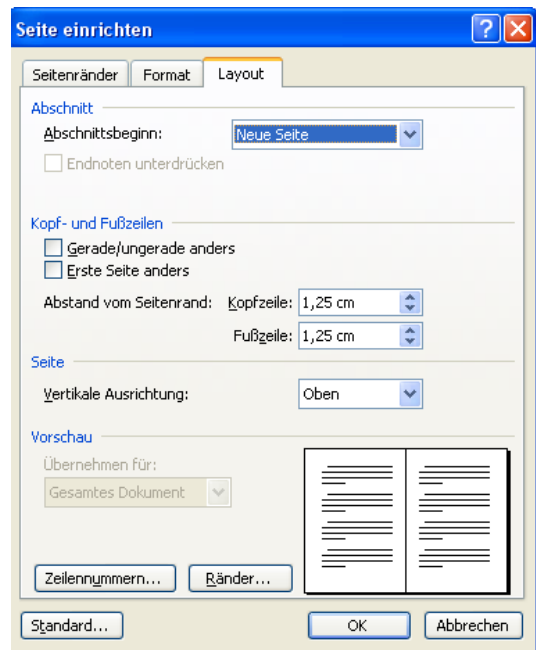 Seite einrichten
Seitenränder Format Layout
Abschnitt
Abschnittsbeginn: Neue Seite
Endnoten unterdrücken
Kopf- und Fußzeilen
Gerade/ungerade anders
Erste Seite anders
Abstand vom Seitenrand: Kopfzeile: 1,25 cm
Fußzeile: 1,25 cm
Seite
Vertikale Ausrichtung: Oben
Vorschau
Übernehmen für:
Gesamtes Dokument
Zeilennummern... Ränder...
Standard... OK Abbrechen